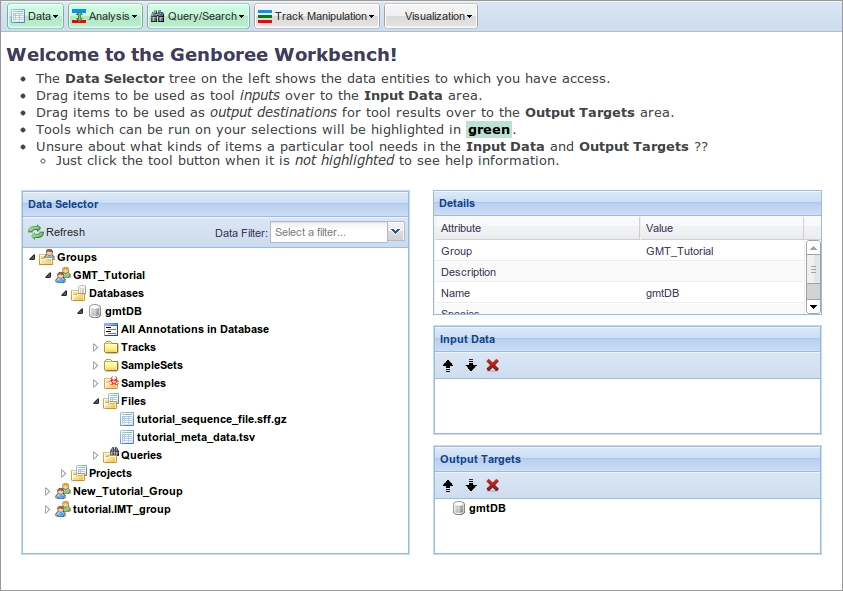 Data Analysis Query/Search Track Manipulation Visualization
Welcome to the Genboree Workbench!
The Data Selector tree on the left shows the data entities to which you have access.
Drag items to be used as tool inputs over to the Input Data area.
Drag items to be used as output destinations for tool results over to the Output Targets area.
Tools which can be run on your selections will be highlighted in green.
Unsure about what kinds of items a particular tool needs in the Input Data and Output Targets ??
Just click the tool button when it is not highlighted to see help information.
Data Selector
Refresh Data Filter: Select a filter...
Groups
GMT_Tutorial
Databases
gmtDB
All Annotations in Database
Tracks
SampleSets
Samples
Files
tutorial_sequence_file.sff.gz
tutorial_meta_data.tsv
Queries
Projects
New_Tutorial_Group
tutorial.IMT_group
Details
Attribute Value
Group GMT_Tutorial
Description
Name gmtDB
Species
Input Data
Output Targets
gmtDB